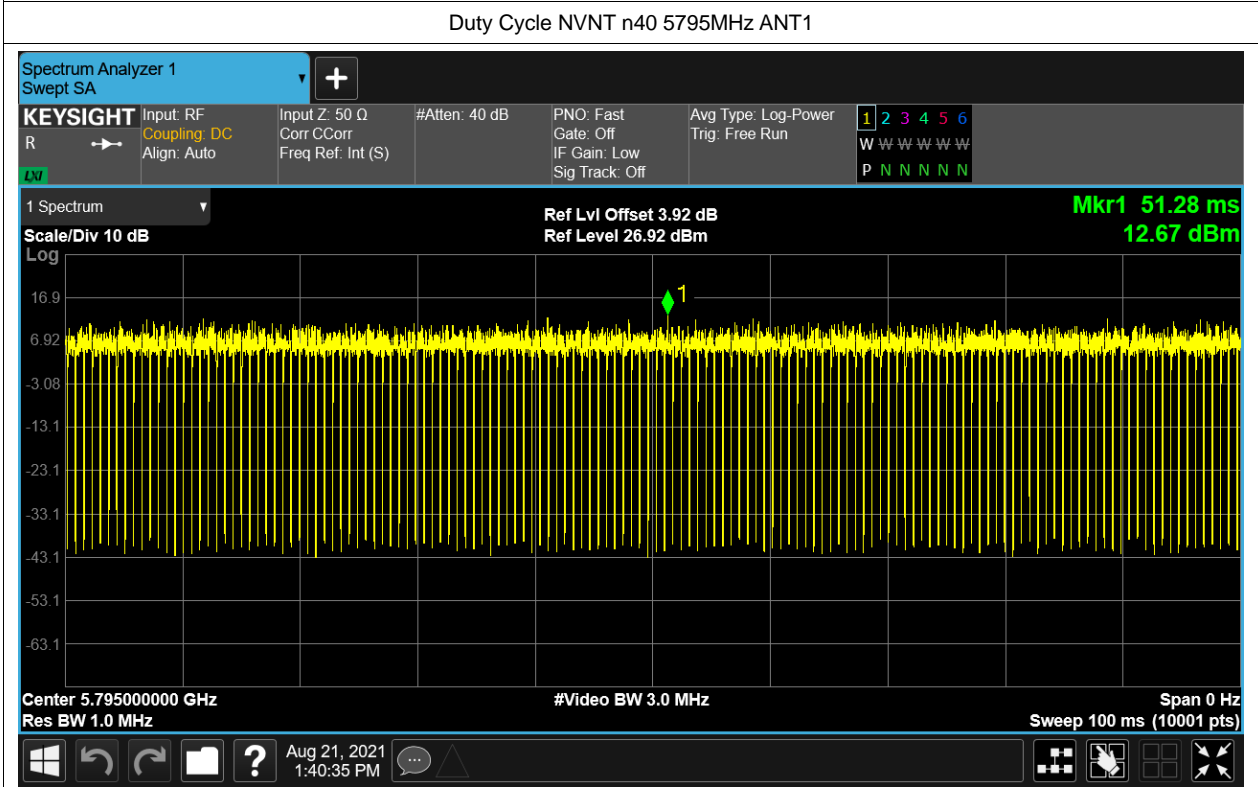 Duty Cycle NVNT n40 5795MHz ANT1
Spectrum Analyzer 1
Swept SA
KEYSIGHT
R
LXI
Input: RF
Coupling: DC
Align: Auto
Input Z: 50 Ω
Corr CCorr
Freq Ref: Int (S)
#Atten: 40 dB
PNO: Fast
Gate: Off
IF Gain: Low
Sig Track: Off
Avg Type: Log-Power
Trig: Free Run
1 2 3 4 5 6
W W W W W W
P N N N N N
1 Spectrum
Scale/Div 10 dB
Ref Lvl Offset 3.92 dB
Ref Level 26.92 dBm
Mkr1 51.28 ms
12.67 dBm
Log
1
16.9
6.92
-3.08
-13.1
-23.1
-33.1
-43.1
-53.1
-63.1
Center 5.795000000 GHz
#Video BW 3.0 MHz
Span 0 Hz
Res BW 1.0 MHz
Sweep 100 ms (10001 pts)
?
Aug 21, 2021
1:40:35 PM